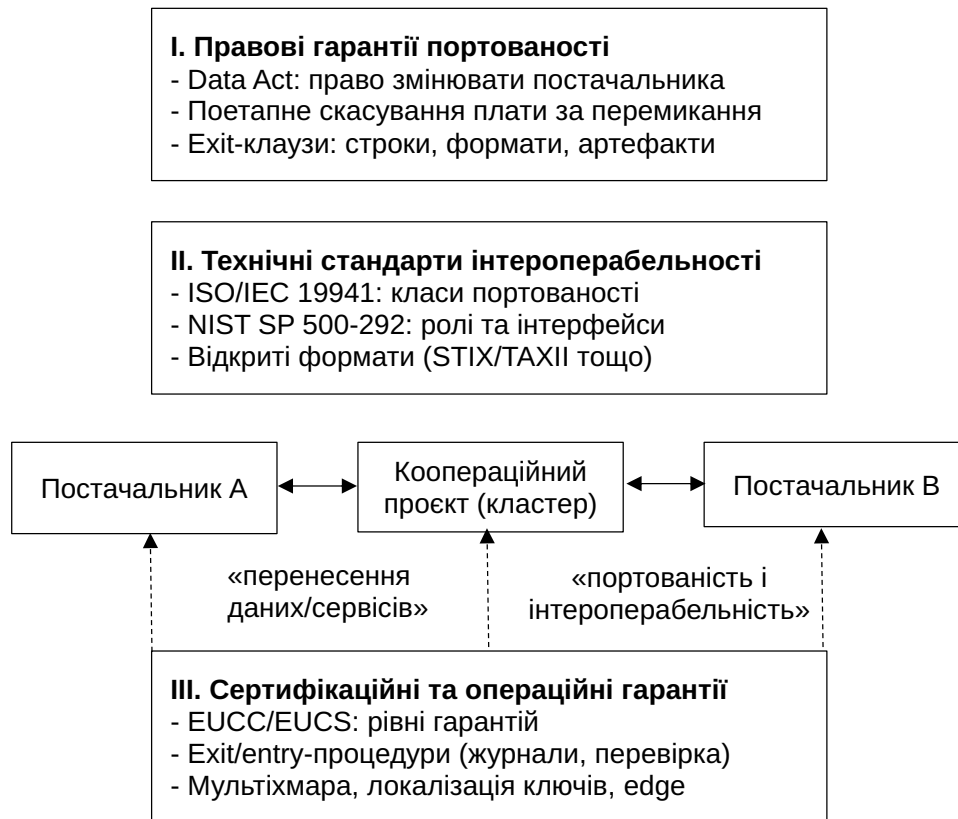 І. Правові гарантії портованості
- Data Act: право змінювати постачальника
- Поетапне скасування плати за перемикання
- Exit-клаузи: строки, формати, артефакти
ІІ. Технічні стандарти інтероперабельності
- ISO/IEC 19941: класи портованості
- NIST SP 500-292: ролі та інтерфейси
- Відкриті формати (STIX/TAXII тощо)
Постачальник А
Коопераційний
проєкт (кластер)
Постачальник В
«перенесення
даних/сервісів»
«портованість і
інтероперабельність»
ІІІ. Сертифікаційні та операційні гарантії
- EUCC/EUCS: рівні гарантій
- Exit/entry-процедури (журнали, перевірка)
- Мультіхмара, локалізація ключів, edge